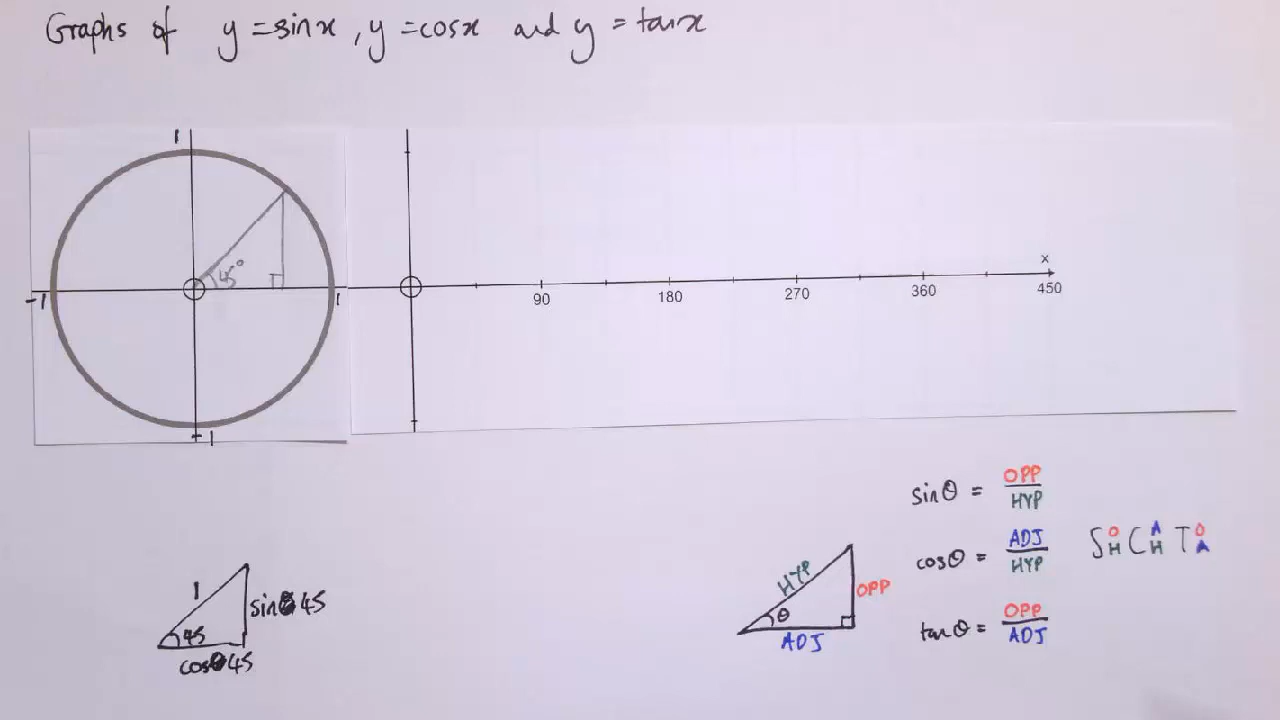 Graphs of y = sin x , y = cos x and y = tan x
1
45°
-1
1
-1
x
90 180 270 360 450
1
sin 45
45
cos 45
HYP
OPP
θ
ADJ
sin θ = OPP/HYP
cos θ = ADJ/HYP
tan θ = OPP/ADJ
S O H C A H T O A